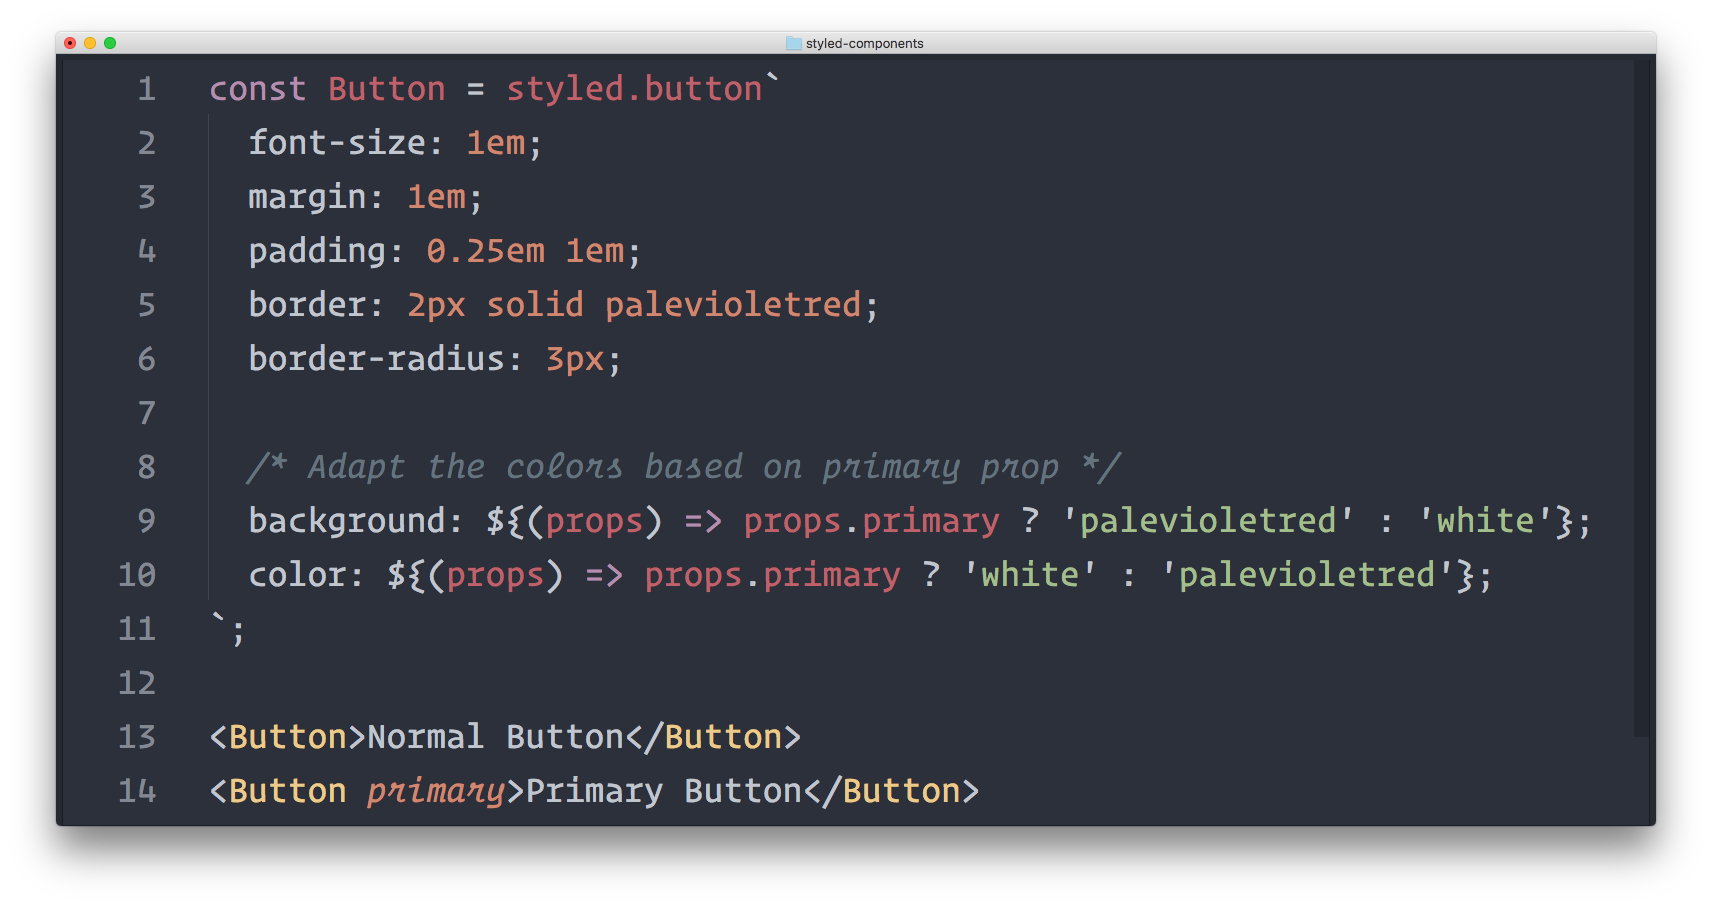 styled-components
1 const Button = styled.button`
2   font-size: 1em;
3   margin: 1em;
4   padding: 0.25em 1em;
5   border: 2px solid palevioletred;
6   border-radius: 3px;
7
8   /* Adapt the colors based on primary prop */
9   background: ${(props) => props.primary ? 'palevioletred' : 'white'};
10   color: ${(props) => props.primary ? 'white' : 'palevioletred'};
11 `;
12
13 <Button>Normal Button</Button>
14 <Button primary>Primary Button</Button>